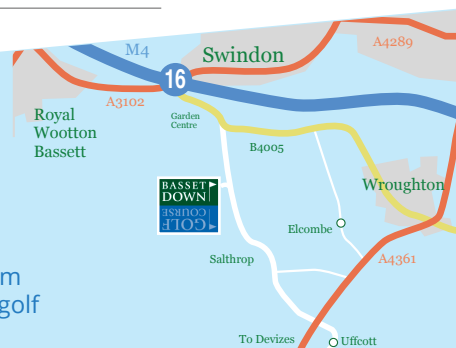 M4
Swindon
A4289
16
A3102
Royal
Wootton
Bassett
Garden
Centre
B4005
BASSET
DOWN
GOLF
COURSE
Wroughton
Elcombe
Salthrop
A4361
m
golf
To Devizes
Uffcott